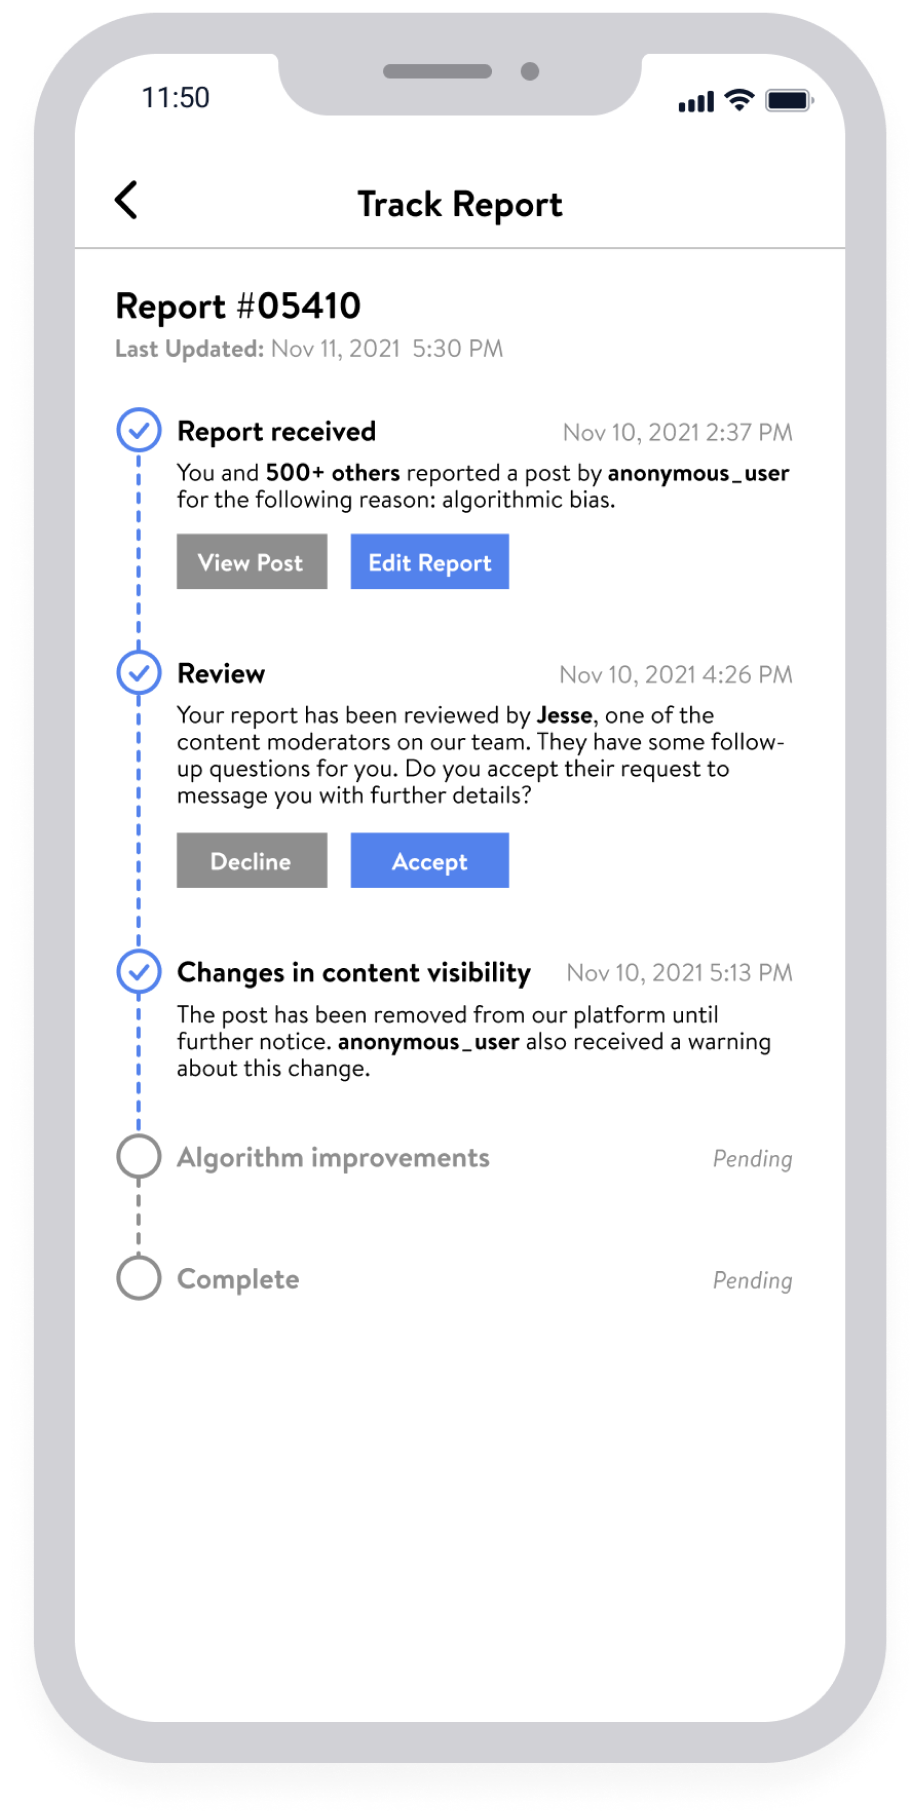 11:50
Track Report
Report #05410
Last Updated: Nov 11, 2021 5:30 PM
Report received Nov 10, 2021 2:37 PM
You and 500+ others reported a post by anonymous_user
for the following reason: algorithmic bias.
View Post Edit Report
Review Nov 10, 2021 4:26 PM
Your report has been reviewed by Jesse, one of the
content moderators on our team. They have some follow-
up questions for you. Do you accept their request to
message you with further details?
Decline Accept
Changes in content visibility Nov 10, 2021 5:13 PM
The post has been removed from our platform until
further notice. anonymous_user also received a warning
about this change.
Algorithm improvements Pending
Complete Pending